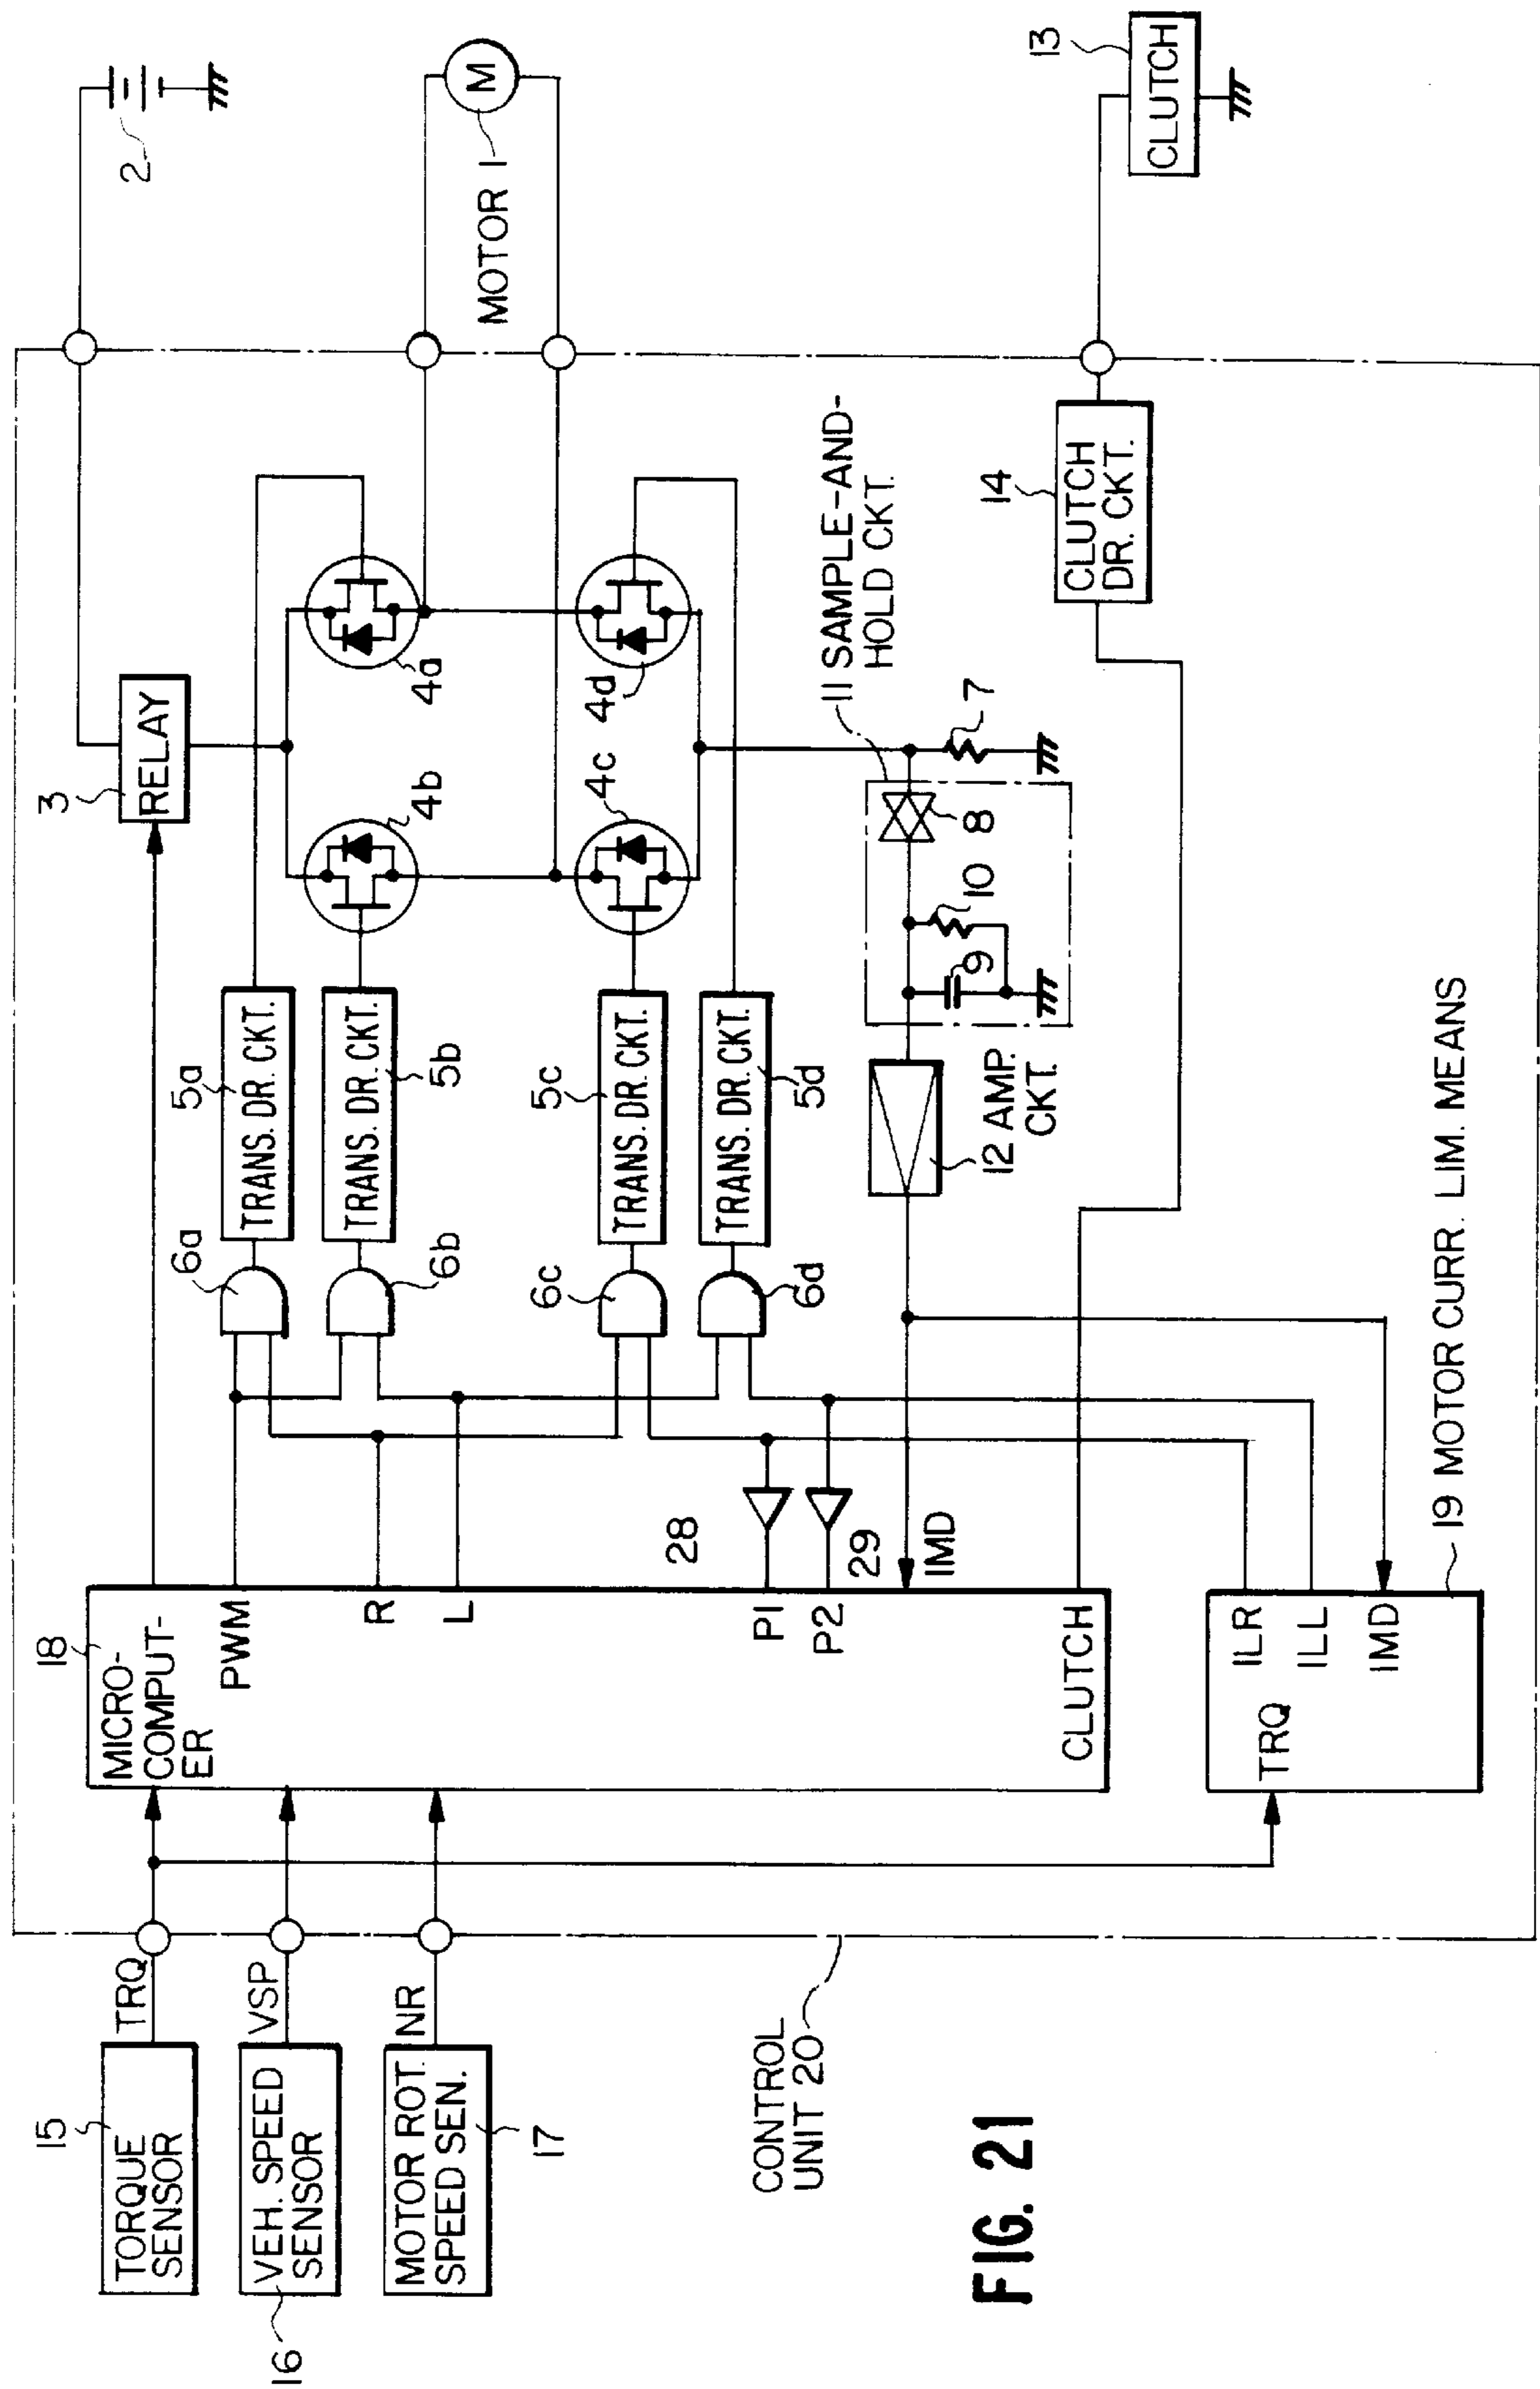 15
TORQUE
SENSOR
TRQ
16
VEH. SPEED
SENSOR
VSP
MOTOR ROT.
SPEED SEN.
17
NR
CONTROL
UNIT 20
18
MICRO-
COMPUT-
ER
PWM
R
L
P1
P2
IMD
CLUTCH
28
29
TRQ
ILR
ILL
IMD
19 MOTOR CURR. LIM. MEANS
6a
6b
6c
6d
5a
TRANS. DR. CKT.
TRANS. DR. CKT.
5b
5c
TRANS. DR. CKT.
TRANS. DR. CKT.
5d
12 AMP.
CKT.
3
RELAY
4b
4a
4c
4d
9
10
8
7
11 SAMPLE-AND-
HOLD CKT.
14
CLUTCH
DR. CKT.
2
M
MOTOR 1
13
CLUTCH
FIG. 21